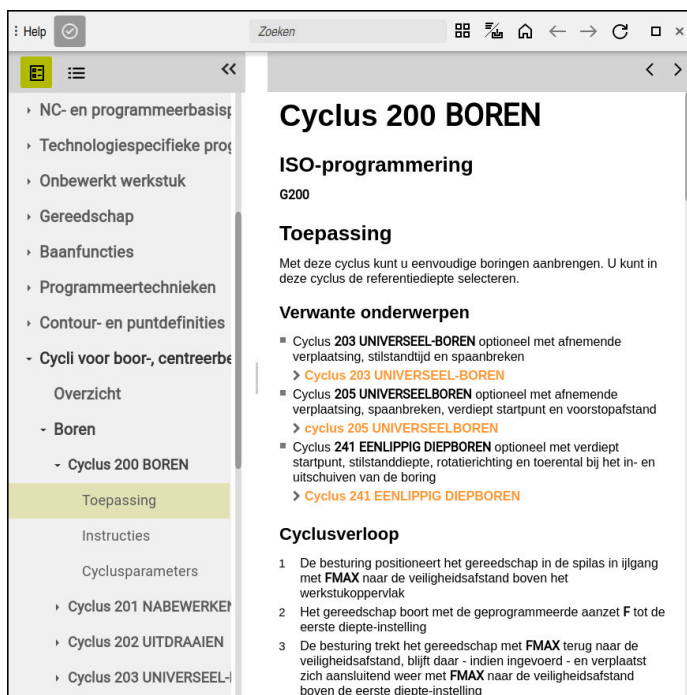 Help
Zoeken
NC- en programmeerbasisp
Technologiespecifieke prog
Onbewerkt werkstuk
Gereedschap
Baanfuncties
Programmeertechnieken
Contour- en puntdefinities
Cycli voor boor-, centreerbe
Overzicht
Boren
Cyclus 200 BOREN
Toepassing
Instructies
Cyclusparameters
Cyclus 201 NABEWERKEN
Cyclus 202 UITDRAAIEN
Cyclus 203 UNIVERSEEL-
Cyclus 200 BOREN
ISO-programmering
G200
Toepassing
Met deze cyclus kunt u eenvoudige boringen aanbrengen. U kunt in
deze cyclus de referentiediepte selecteren.
Verwante onderwerpen
Cyclus 203 UNIVERSEEL-BOREN optioneel met afnemende
verplaatsing, stilstandtijd en spaanbreken
Cyclus 203 UNIVERSEEL-BOREN
Cyclus 205 UNIVERSEELBOREN optioneel met afnemende
verplaatsing, spaanbreken, verdiept startpunt en voorstopafstand
cyclus 205 UNIVERSEELBOREN
Cyclus 241 EENLIPPIG DIEPBOREN optioneel met verdiept
startpunt, stilstanddiepte, rotatierichting en toerental bij het in- en
uitschuiven van de boring
Cyclus 241 EENLIPPIG DIEPBOREN
Cyclusverloop
1 De besturing positioneert het gereedschap in de spilas in ijlgang
met FMAX naar de veiligheidsafstand boven het
werkstukoppervlak
2 Het gereedschap boort met de geprogrammeerde aanzet F tot de
eerste diepte-instelling
3 De besturing trekt het gereedschap met FMAX terug naar de
veiligheidsafstand, blijft daar - indien ingevoerd - en verplaatst
zich aansluitend weer met FMAX naar de veiligheidsafstand
boven de eerste diepte-instelling